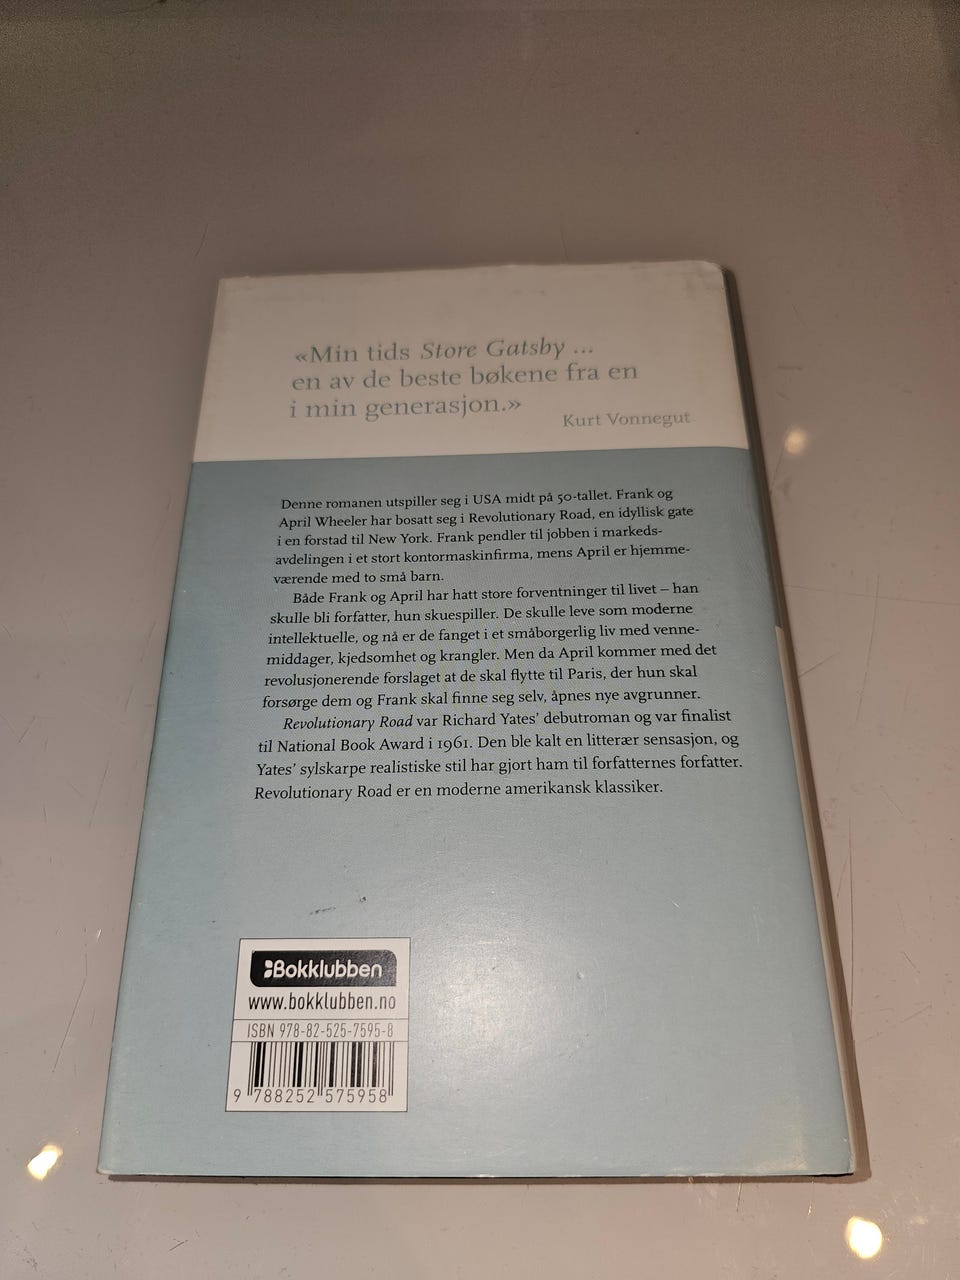 «Min tids Store Gatsby ...
en av de beste bøkene fra en
i min generasjon.»
Kurt Vonnegut
Denne romanen utspiller seg i USA midt på 50-tallet. Frank og
April Wheeler har bosatt seg i Revolutionary Road, en idyllisk gate
i en forstad til New York. Frank pendler til jobben i markeds-
avdelingen i et stort kontormaskinfirma, mens April er hjemme-
værende med to små barn.
Både Frank og April har hatt store forventninger til livet – han
skulle bli forfatter, hun skuespiller. De skulle leve som moderne
intellektuelle, og nå er de fanget i et småborgerlig liv med venne-
middager, kjedsomhet og krangler. Men da April kommer med det
revolusjonerende forslaget at de skal flytte til Paris, der hun skal
forsørge dem og Frank skal finne seg selv, åpnes nye avgrunner.
Revolutionary Road var Richard Yates' debutroman og var finalist
til National Book Award i 1961. Den ble kalt en litterær sensasjon, og
Yates' sylskarpe realistiske stil har gjort ham til forfatternes forfatter.
Revolutionary Road er en moderne amerikansk klassiker.
Bokklubben
www.bokklubben.no
ISBN 978-82-525-7595-8
9 788252 575958